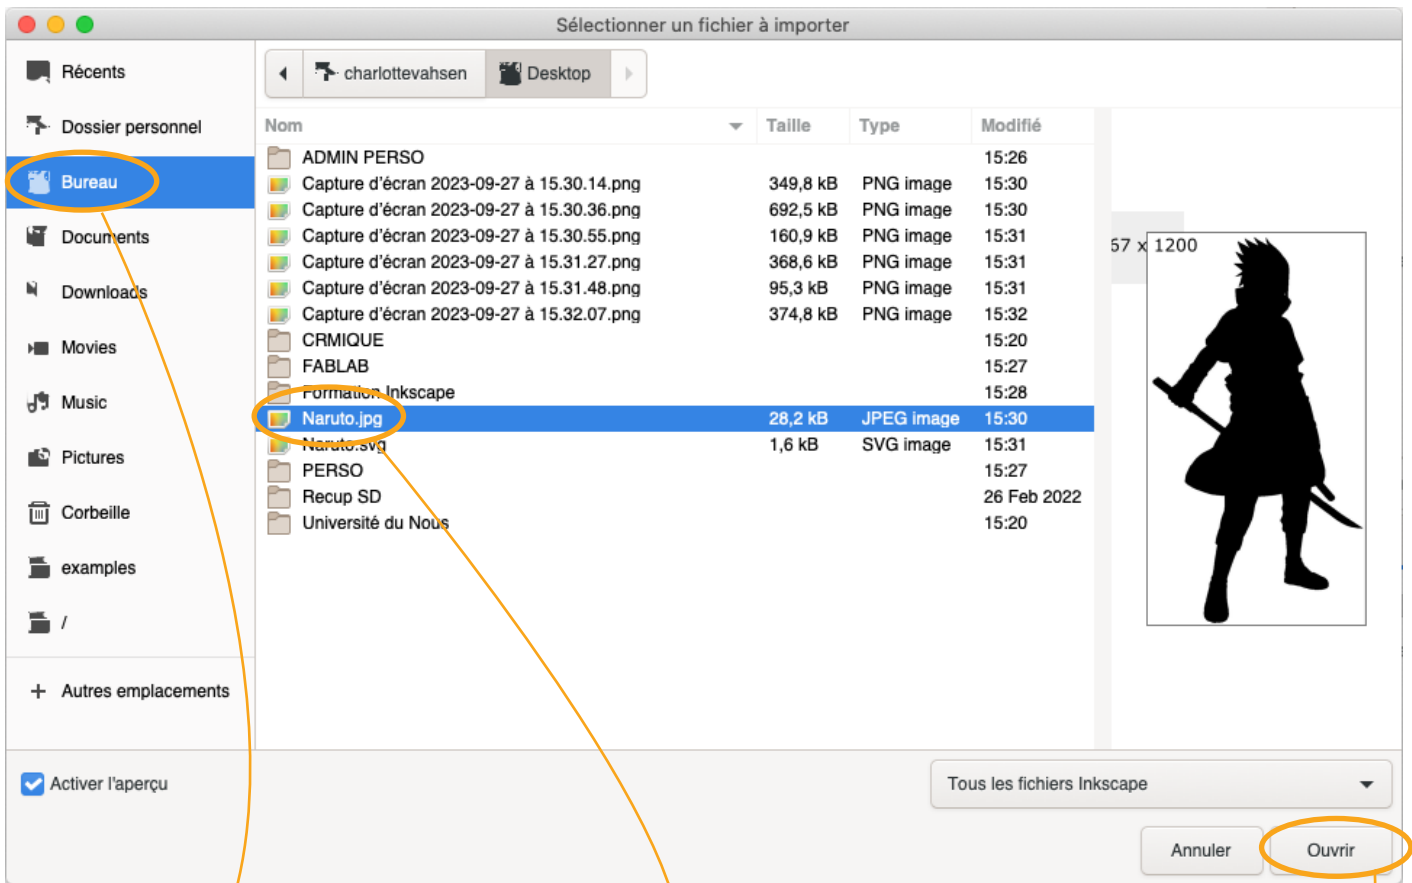 Sélectionner un fichier à importer
Récents
Dossier personnel
Bureau
Documents
Downloads
Movies
Music
Pictures
Corbeille
examples
/
+ Autres emplacements
charlottevahsen Desktop
Nom Taille Type Modifié
ADMIN PERSO 15:26
Capture d'écran 2023-09-27 à 15.30.14.png 349,8 kB PNG image 15:30
Capture d'écran 2023-09-27 à 15.30.36.png 692,5 kB PNG image 15:30
Capture d'écran 2023-09-27 à 15.30.55.png 160,9 kB PNG image 15:31
Capture d'écran 2023-09-27 à 15.31.27.png 368,6 kB PNG image 15:31
Capture d'écran 2023-09-27 à 15.31.48.png 95,3 kB PNG image 15:31
Capture d'écran 2023-09-27 à 15.32.07.png 374,8 kB PNG image 15:32
CRMIQUE 15:20
FABLAB 15:27
Formation Inkscape 15:28
Naruto.jpg 28,2 kB JPEG image 15:30
Naruto.svg 1,6 kB SVG image 15:31
PERSO 15:27
Recup SD 26 Feb 2022
Université du Nous 15:20
67 x 1200
Activer l'aperçu
Tous les fichiers Inkscape
Annuler
Ouvrir